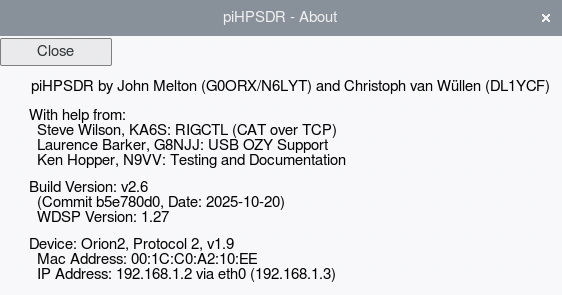 piHPSDR - About
×
Close
piHPSDR by John Melton (G0ORX/N6LYT) and Christoph van Wüllen (DL1YCF)
With help from:
Steve Wilson, KA6S: RIGCTL (CAT over TCP)
Laurence Barker, G8NJJ: USB OZY Support
Ken Hopper, N9VV: Testing and Documentation
Build Version: v2.6
(Commit b5e780d0, Date: 2025-10-20)
WDSP Version: 1.27
Device: Orion2, Protocol 2, v1.9
Mac Address: 00:1C:C0:A2:10:EE
IP Address: 192.168.1.2 via eth0 (192.168.1.3)